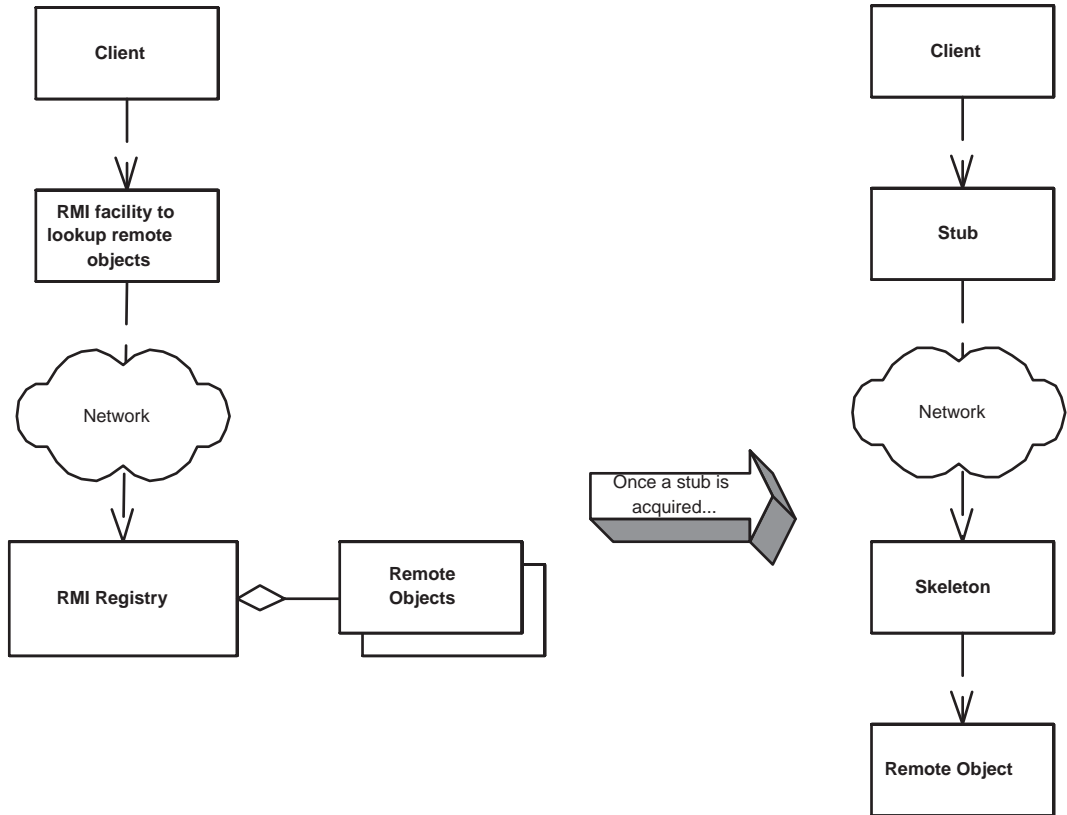 Client
RMI facility to
lookup remote
objects
Network
RMI Registry
Remote
Objects
Once a stub is
acquired...
Client
Stub
Network
Skeleton
Remote Object